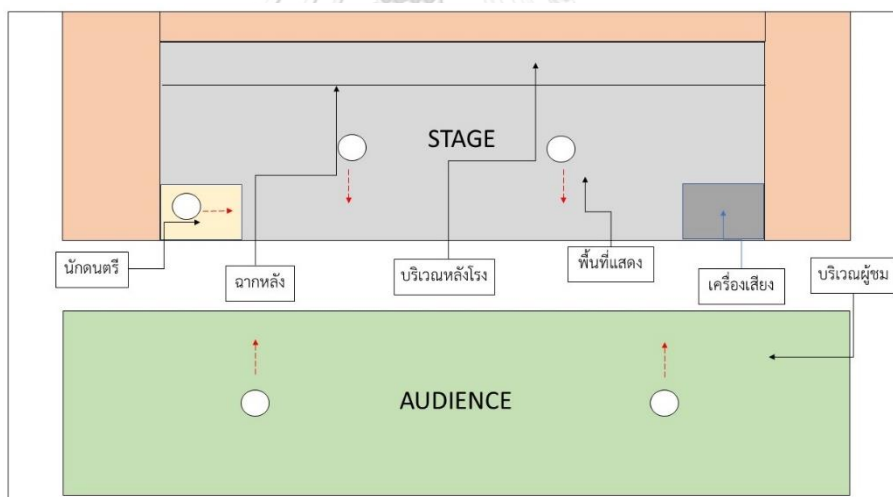 STAGE
นักดนตรี
ฉากหลัง
บริเวณหลังโรง
พื้นที่แสดง
เครื่องเสียง
บริเวณผู้ชม
AUDIENCE